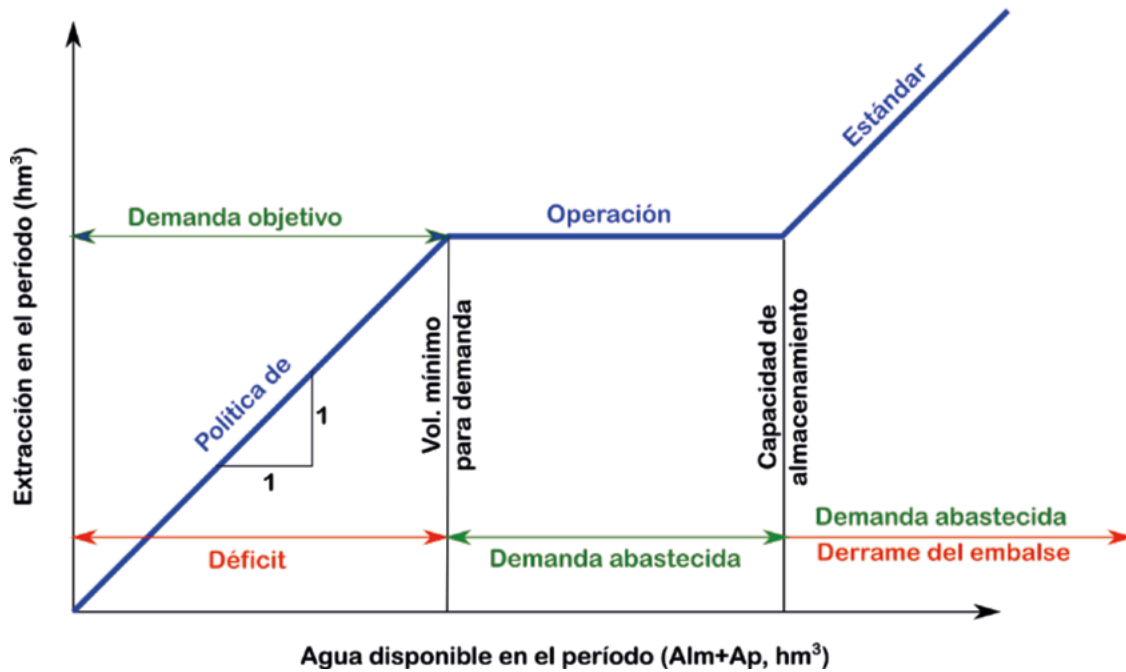 Estándar
Demanda objetivo
Operación
Extracción en el período (hm³)
Política de
1
1
Vol. mínimo
para demanda
Capacidad de
almacenamiento
Déficit
Demanda abastecida
Demanda abastecida
Derrame del embalse
Agua disponible en el período (Alm+Ap, hm³)